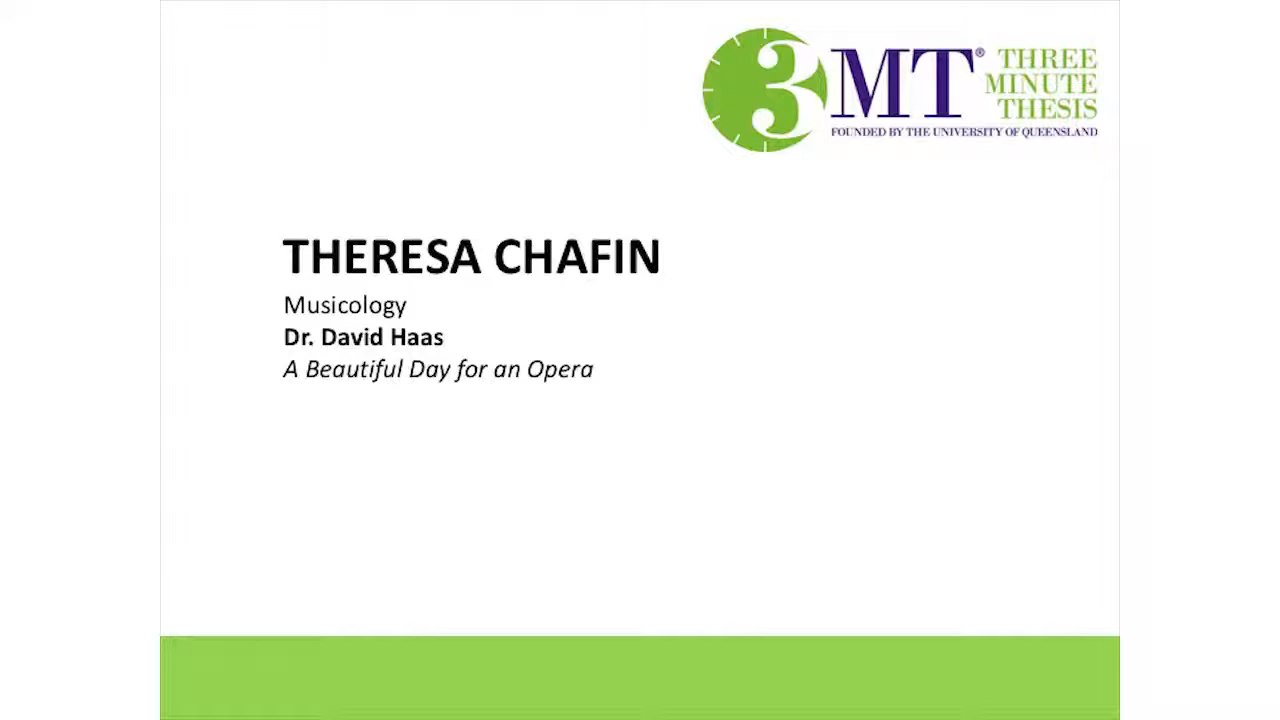 3MT® THREE
MINUTE
THESIS
FOUNDED BY THE UNIVERSITY OF QUEENSLAND
THERESA CHAFIN
Musicology
Dr. David Haas
A Beautiful Day for an Opera